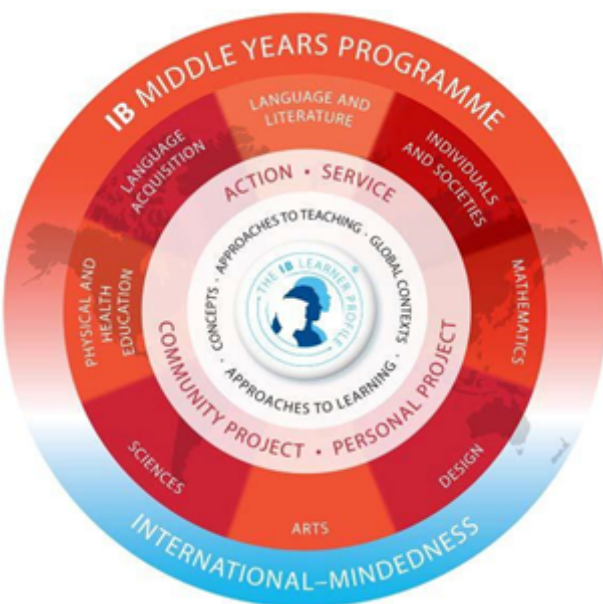 IB MIDDLE YEARS PROGRAMME
LANGUAGE AND
LITERATURE
INDIVIDUALS
AND SOCIETIES
MATHEMATICS
DESIGN
ARTS
SCIENCES
PHYSICAL AND
HEALTH
EDUCATION
LANGUAGE
ACQUISITION
ACTION • SERVICE
PERSONAL PROJECT
COMMUNITY PROJECT •
APPROACHES TO TEACHING ·
GLOBAL CONTEXTS ·
APPROACHES TO LEARNING ·
CONCEPTS ·
THE IB LEARNER PROFILE
®
INTERNATIONAL–MINDEDNESS